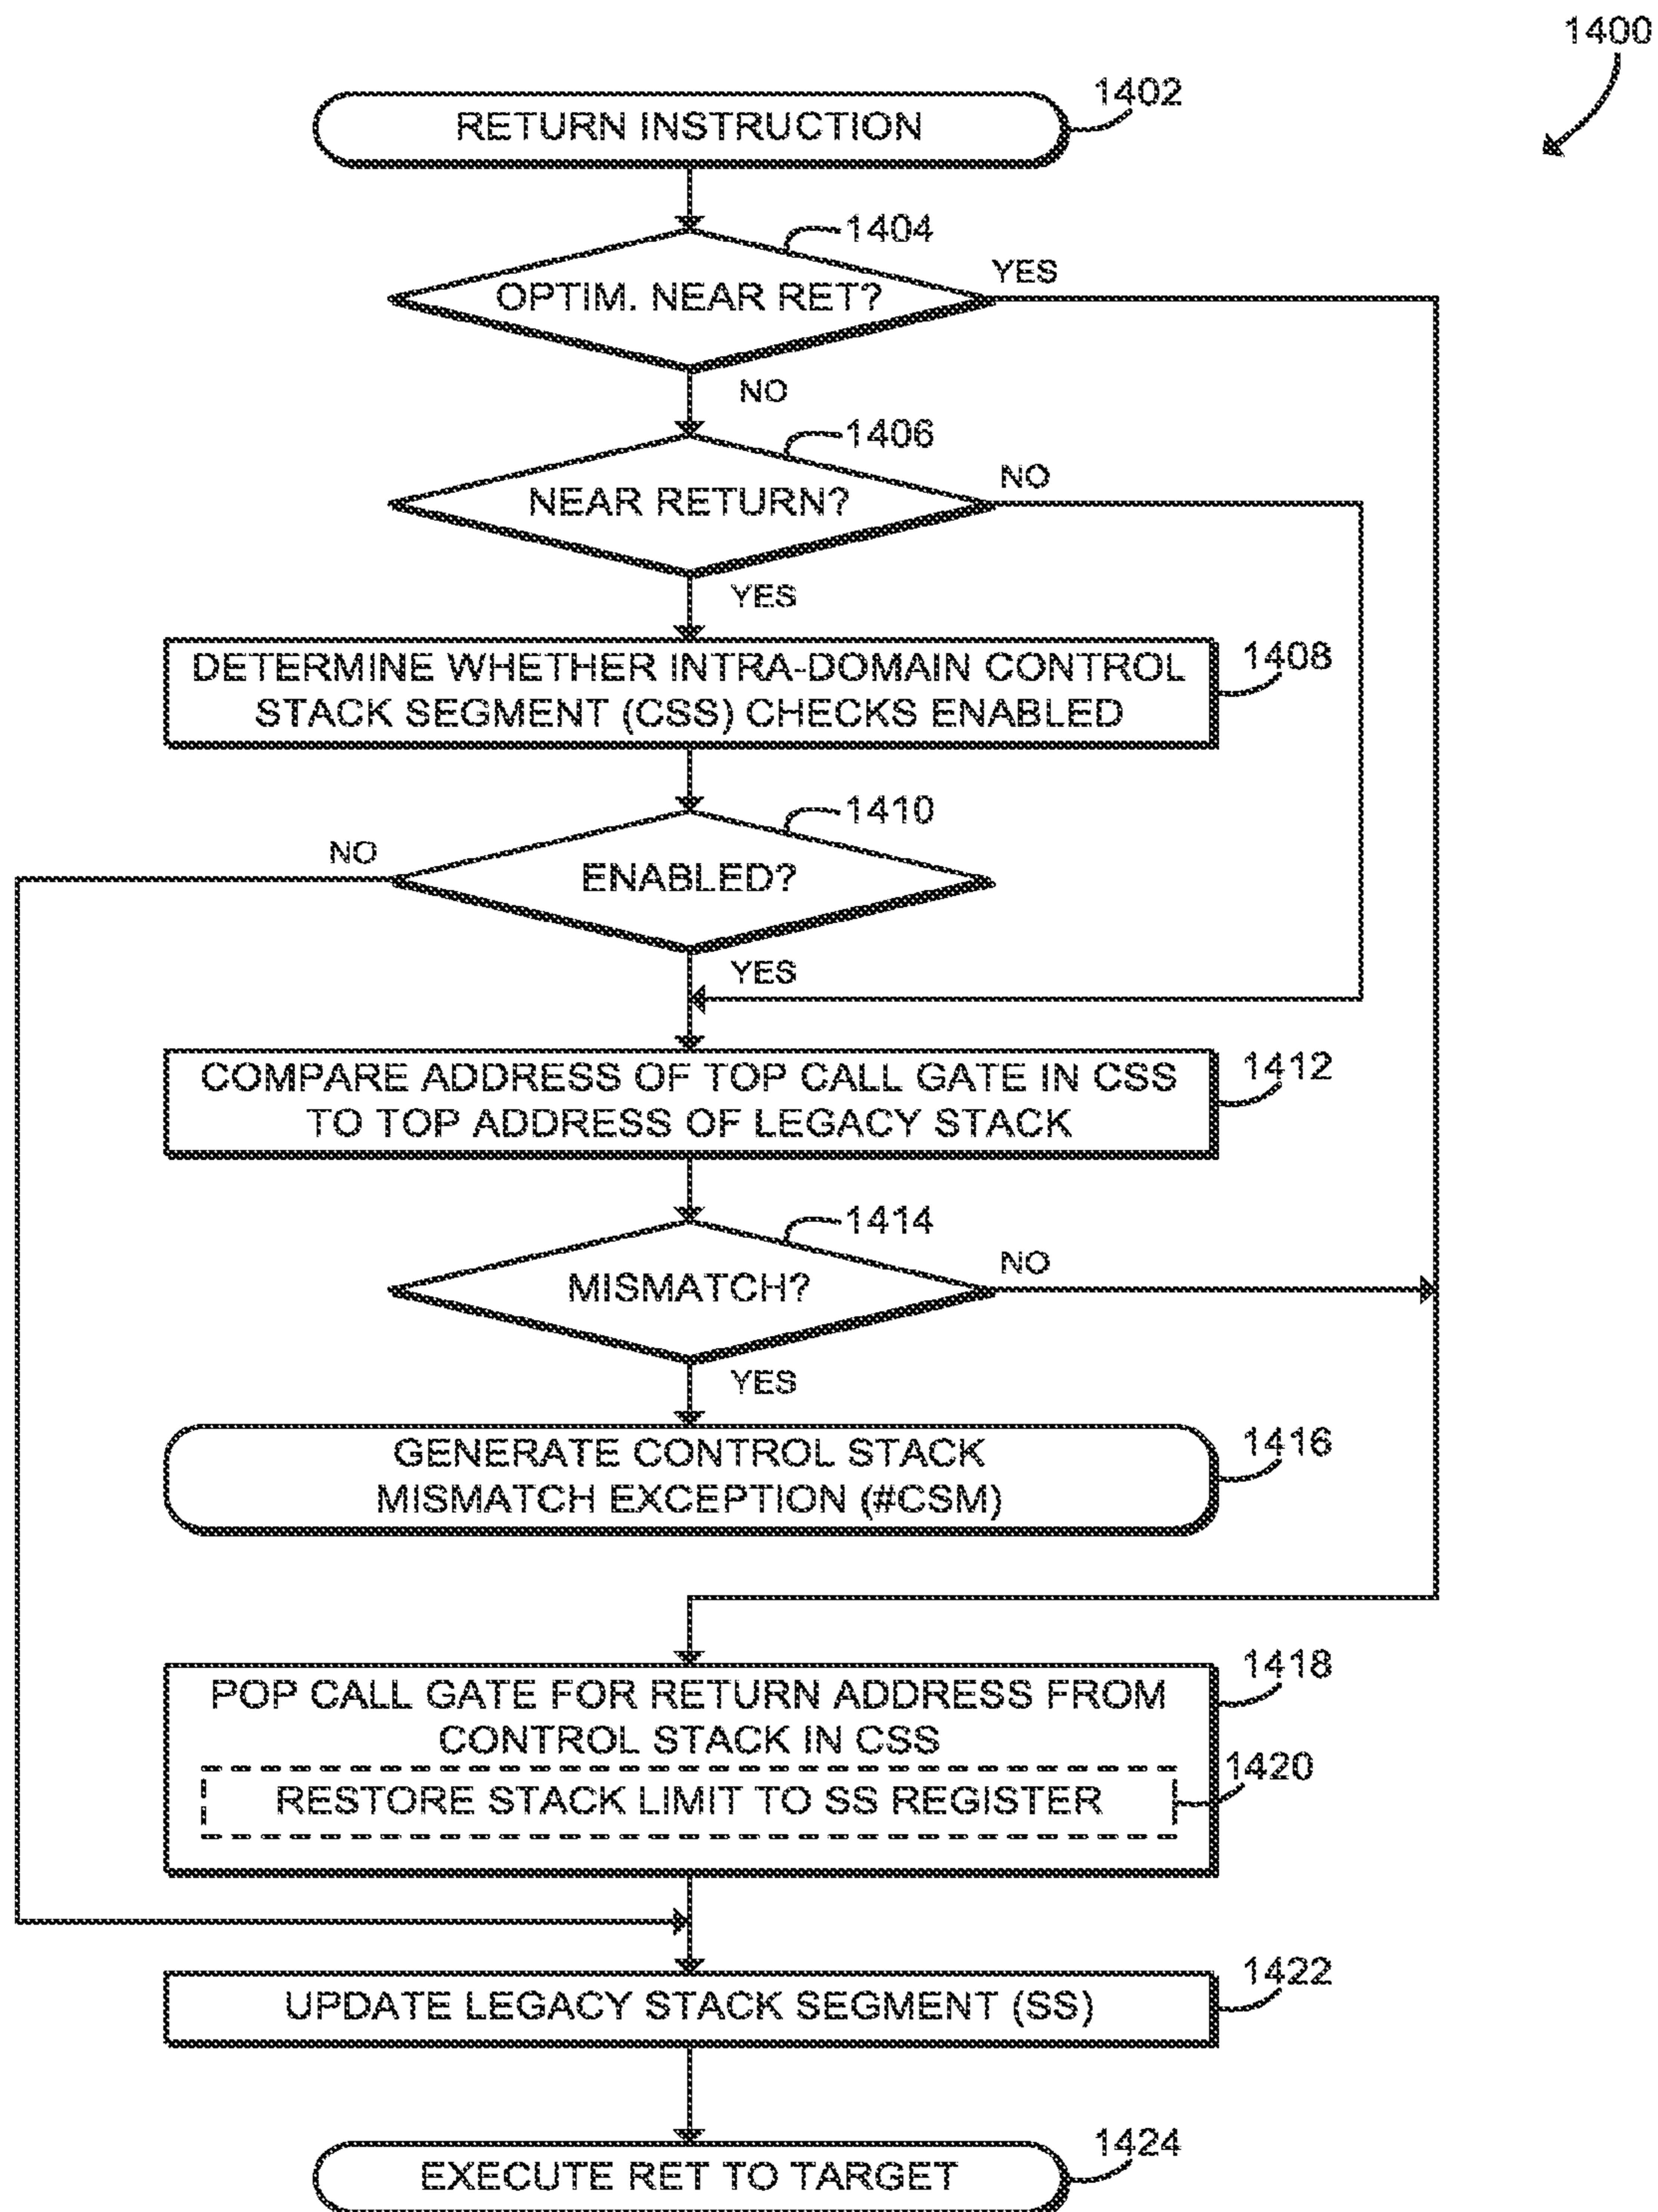 1400
RETURN INSTRUCTION
1402
1404
OPTIM. NEAR RET?
YES
NO
1406
NEAR RETURN?
NO
YES
DETERMINE WHETHER INTRA-DOMAIN CONTROL
STACK SEGMENT (CSS) CHECKS ENABLED
1408
1410
NO
ENABLED?
YES
COMPARE ADDRESS OF TOP CALL GATE IN CSS
TO TOP ADDRESS OF LEGACY STACK
1412
1414
MISMATCH?
NO
YES
GENERATE CONTROL STACK
MISMATCH EXCEPTION (#CSM)
1416
POP CALL GATE FOR RETURN ADDRESS FROM
CONTROL STACK IN CSS
1418
RESTORE STACK LIMIT TO SS REGISTER
1420
UPDATE LEGACY STACK SEGMENT (SS)
1422
EXECUTE RET TO TARGET
1424